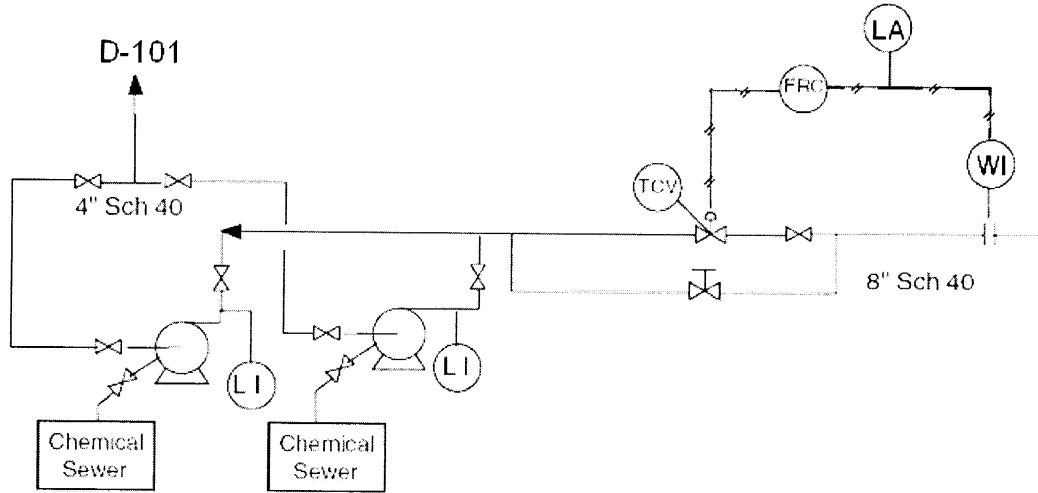 D-101
LA
FRC
WI
TCV
4" Sch 40
8" Sch 40
L I
L I
Chemical
Sewer
Chemical
Sewer